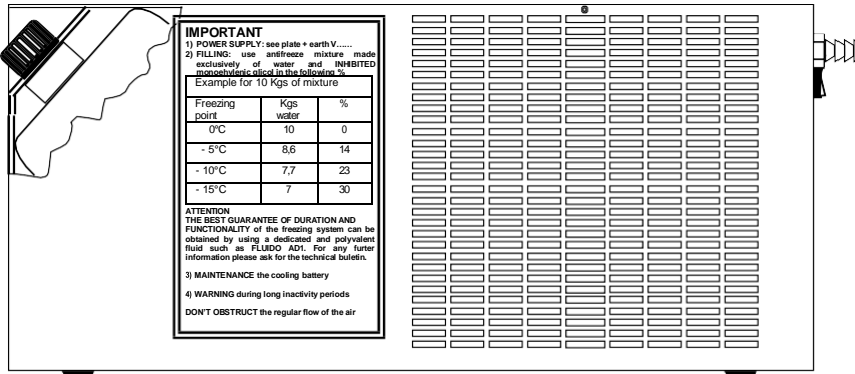 IMPORTANT
1) POWER SUPPLY: see plate + earth V......
2) FILLING: use antifreeze mixture made
exclusively of water and INHIBITED
monoehylenic glicol in the following %
Example for 10 Kgs of mixture
Freezing point Kgs water %
0°C 10 0
- 5°C 8,6 14
- 10°C 7,7 23
- 15°C 7 30
ATTENTION
THE BEST GUARANTEE OF DURATION AND
FUNCTIONALITY of the freezing system can be
obtained by using a dedicated and polyvalent
fluid such as FLUIDO AD1. For any furter
information please ask for the technical buletin.
3) MAINTENANCE the cooling battery
4) WARNING during long inactivity periods
DON'T OBSTRUCT the regular flow of the air